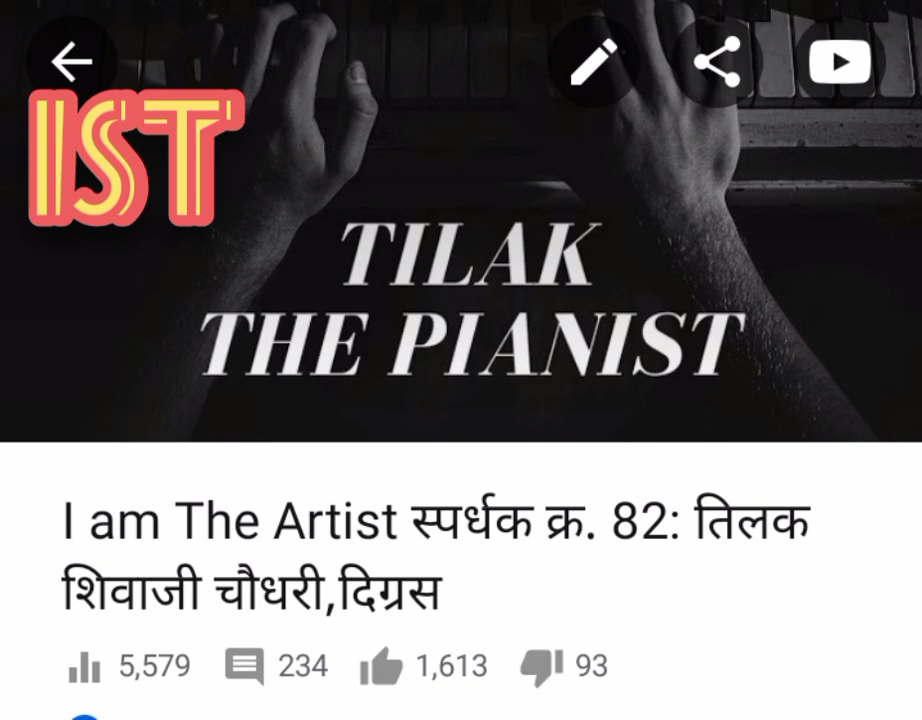 IST
TILAK
THE PIANIST
I am The Artist स्पर्धक क्र. 82: तिलक
शिवाजी चौधरी,दिग्रस
5,579 234 1,613 93